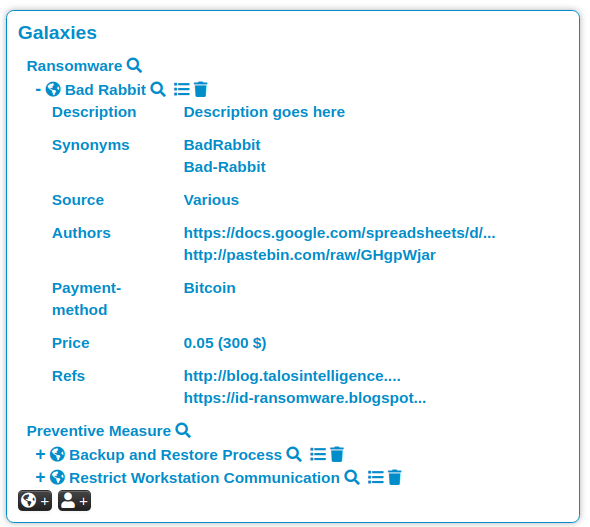 Galaxies
Ransomware
- Bad Rabbit
Description Description goes here
Synonyms BadRabbit
Bad-Rabbit
Source Various
Authors https://docs.google.com/spreadsheets/d/...
http://pastebin.com/raw/GHgpWjar
Payment- Bitcoin
method
Price 0.05 (300 $)
Refs http://blog.talosintelligence....
https://id-ransomware.blogspot...
Preventive Measure
+ Backup and Restore Process
+ Restrict Workstation Communication
+ +